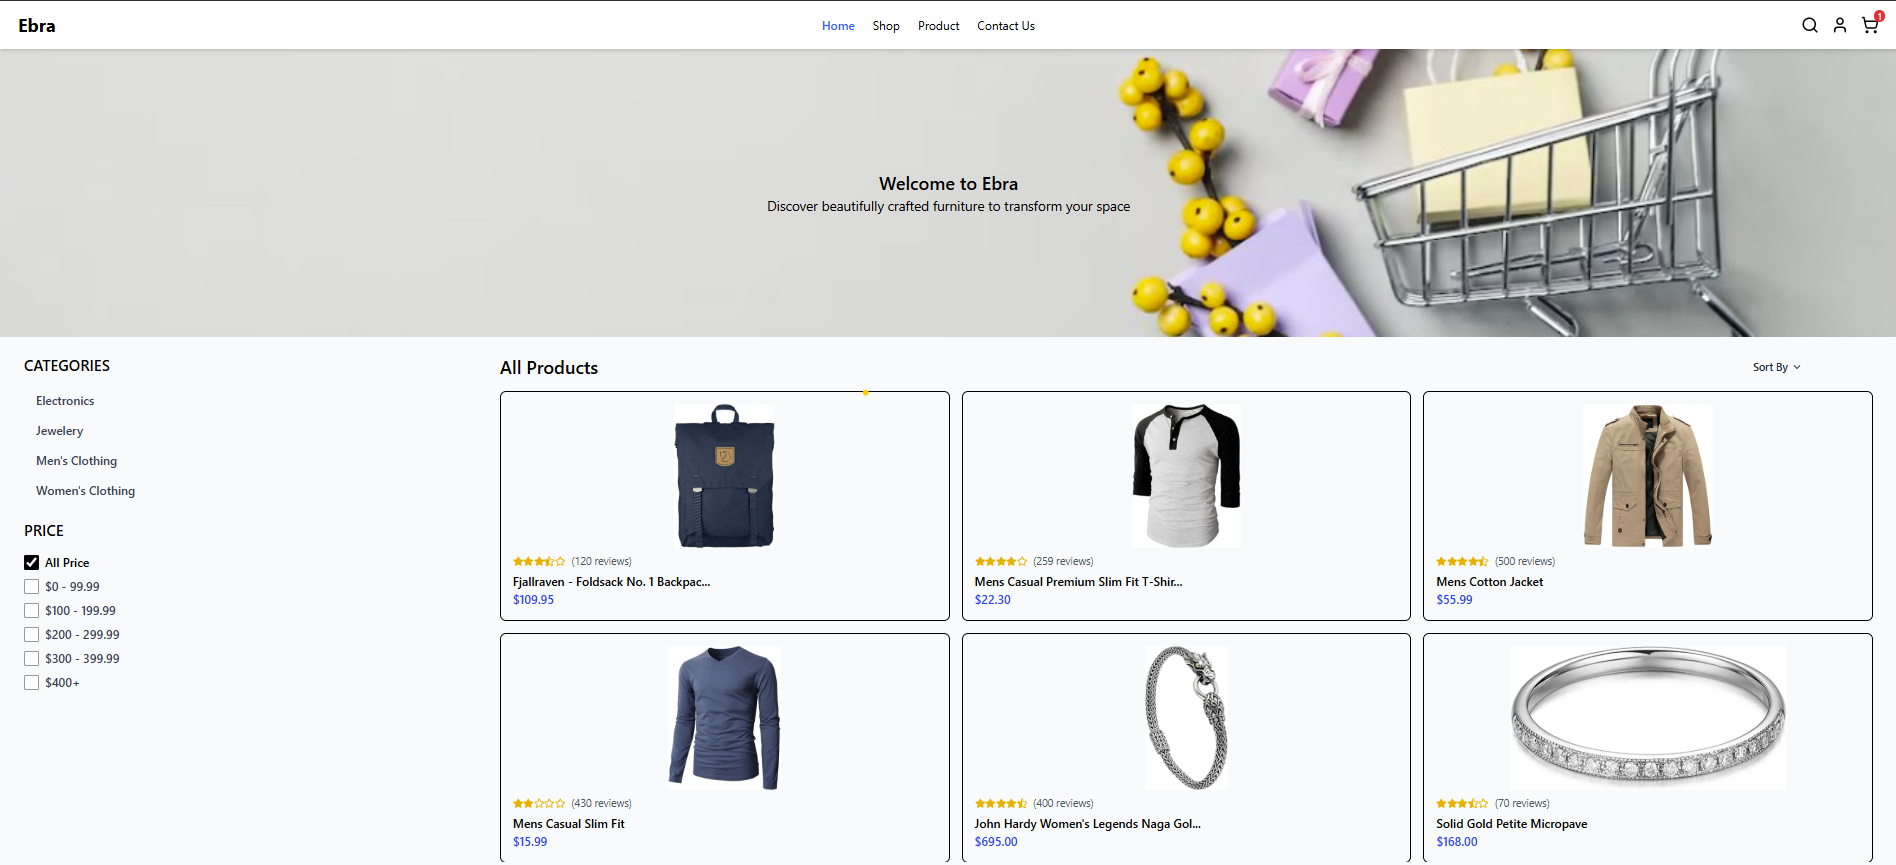 Ebra
Home Shop Product Contact Us
1
Welcome to Ebra
Discover beautifully crafted furniture to transform your space
CATEGORIES
Electronics
Jewelery
Men's Clothing
Women's Clothing
PRICE
All Price
$0 - 99.99
$100 - 199.99
$200 - 299.99
$300 - 399.99
$400+
All Products
Sort By
(120 reviews)
Fjallraven - Foldsack No. 1 Backpac...
$109.95
(259 reviews)
Mens Casual Premium Slim Fit T-Shir...
$22.30
(500 reviews)
Mens Cotton Jacket
$55.99
(430 reviews)
Mens Casual Slim Fit
$15.99
(400 reviews)
John Hardy Women's Legends Naga Gol...
$695.00
(70 reviews)
Solid Gold Petite Micropave
$168.00